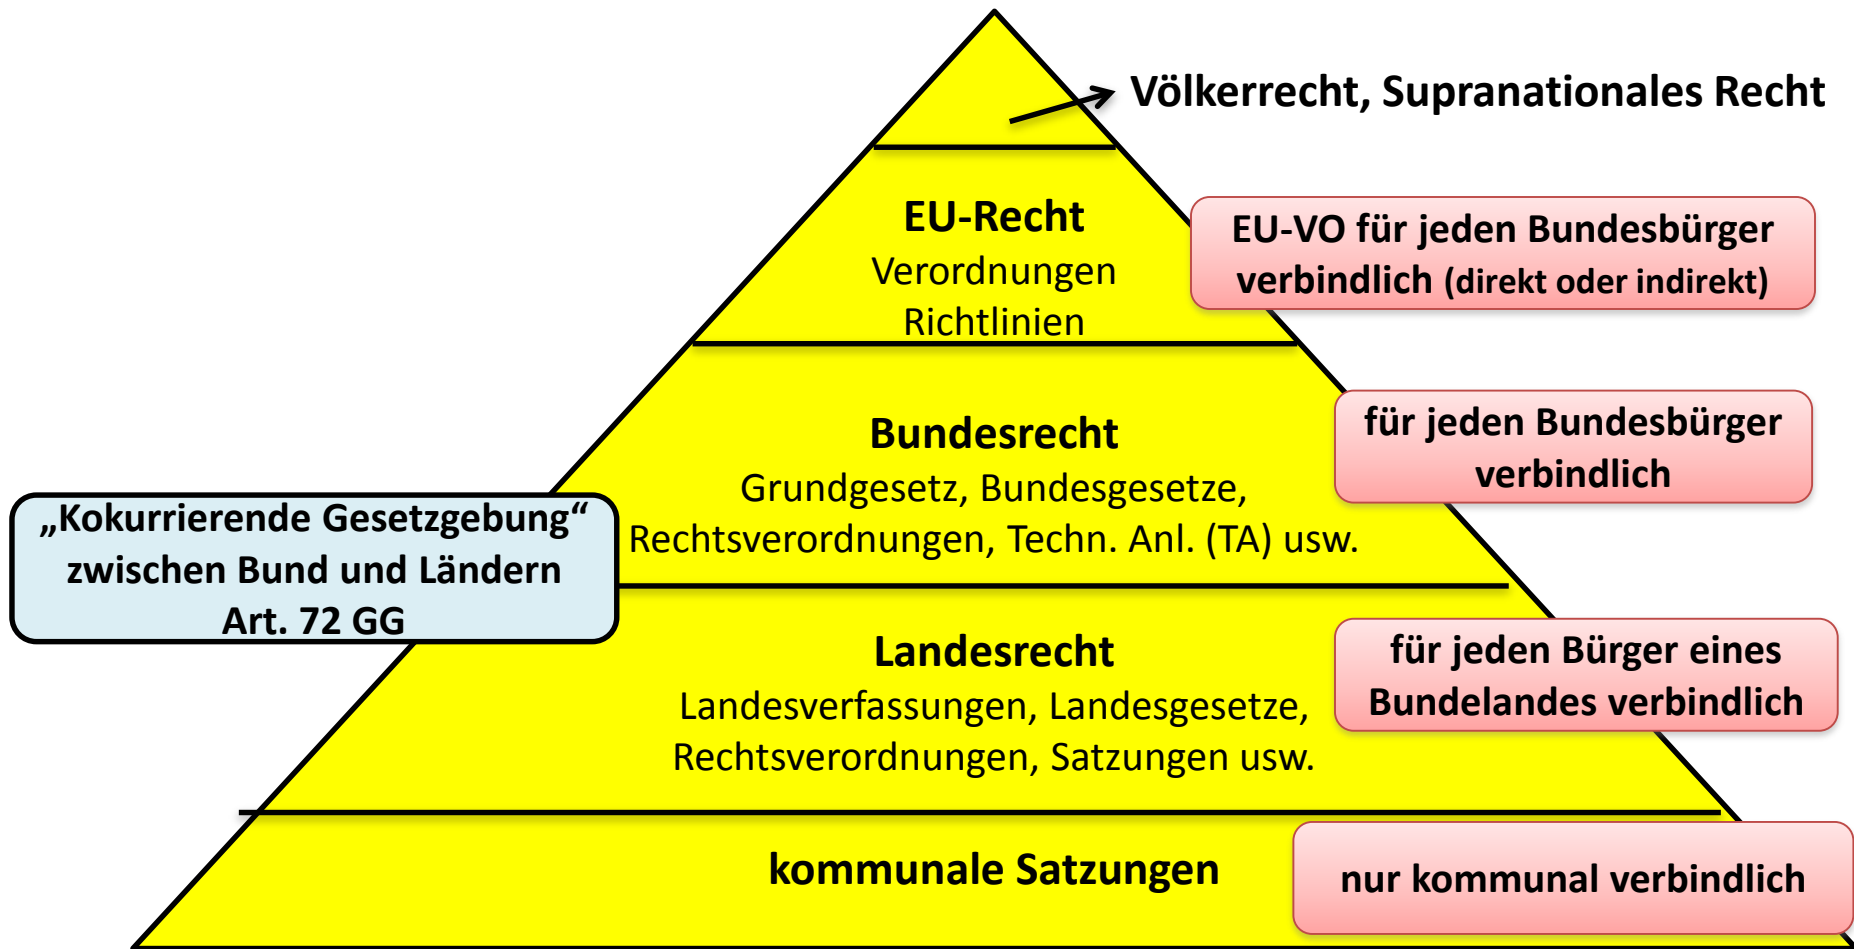 Völkerrecht, Supranationales Recht
EU-Recht
Verordnungen
Richtlinien
EU-VO für jeden Bundesbürger
verbindlich (direkt oder indirekt)
Bundesrecht
Grundgesetz, Bundesgesetze,
Rechtsverordnungen, Techn. Anl. (TA) usw.
für jeden Bundesbürger
verbindlich
„Kokurrierende Gesetzgebung“
zwischen Bund und Ländern
Art. 72 GG
Landesrecht
Landesverfassungen, Landesgesetze,
Rechtsverordnungen, Satzungen usw.
für jeden Bürger eines
Bundelandes verbindlich
kommunale Satzungen
nur kommunal verbindlich